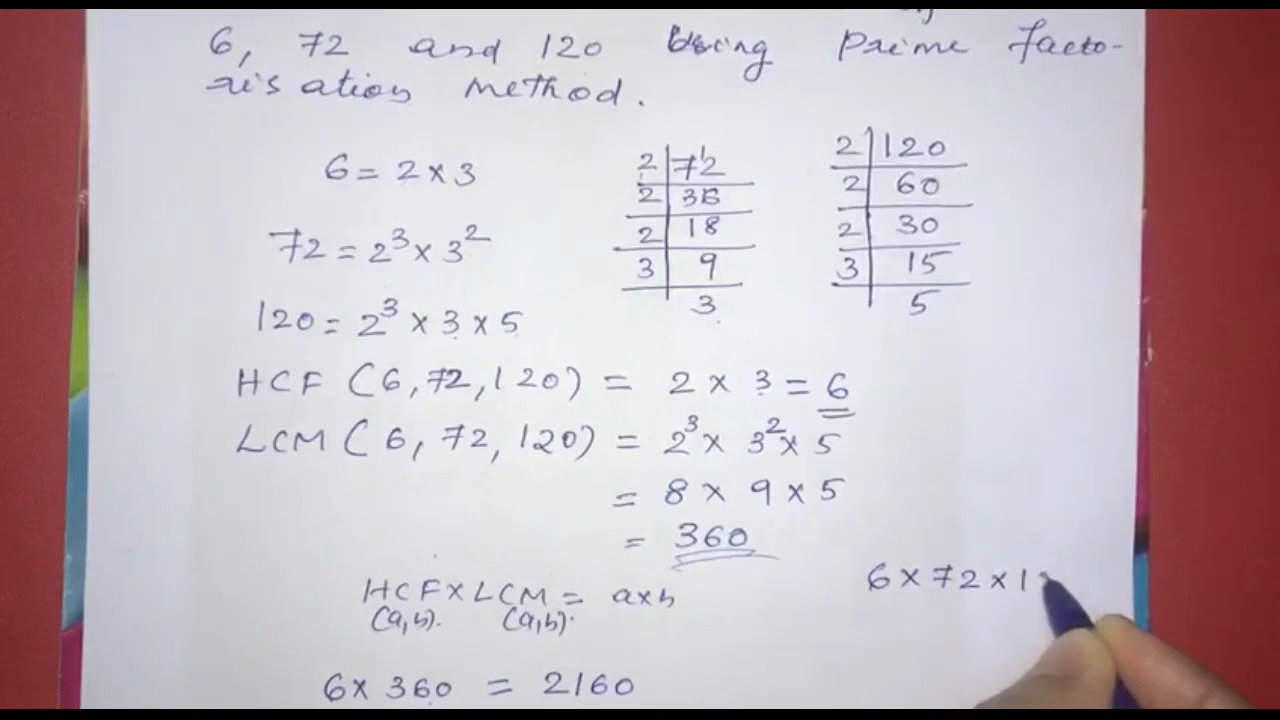 6, 72 and 120 Using Prime facto-
risation method.
6 = 2 × 3
72 = 2³ × 3²
120 = 2³ × 3 × 5
2 | 72
2 | 36
2 | 18
3 | 9
3
2 | 120
2 | 60
2 | 30
3 | 15
5
HCF (6, 72, 120) = 2 × 3 = 6
LCM (6, 72, 120) = 2³ × 3² × 5
= 8 × 9 × 5
= 360
HCF × LCM = a×b
(a,b). (a,b).
6 × 72 × 1
6 × 360 = 2160